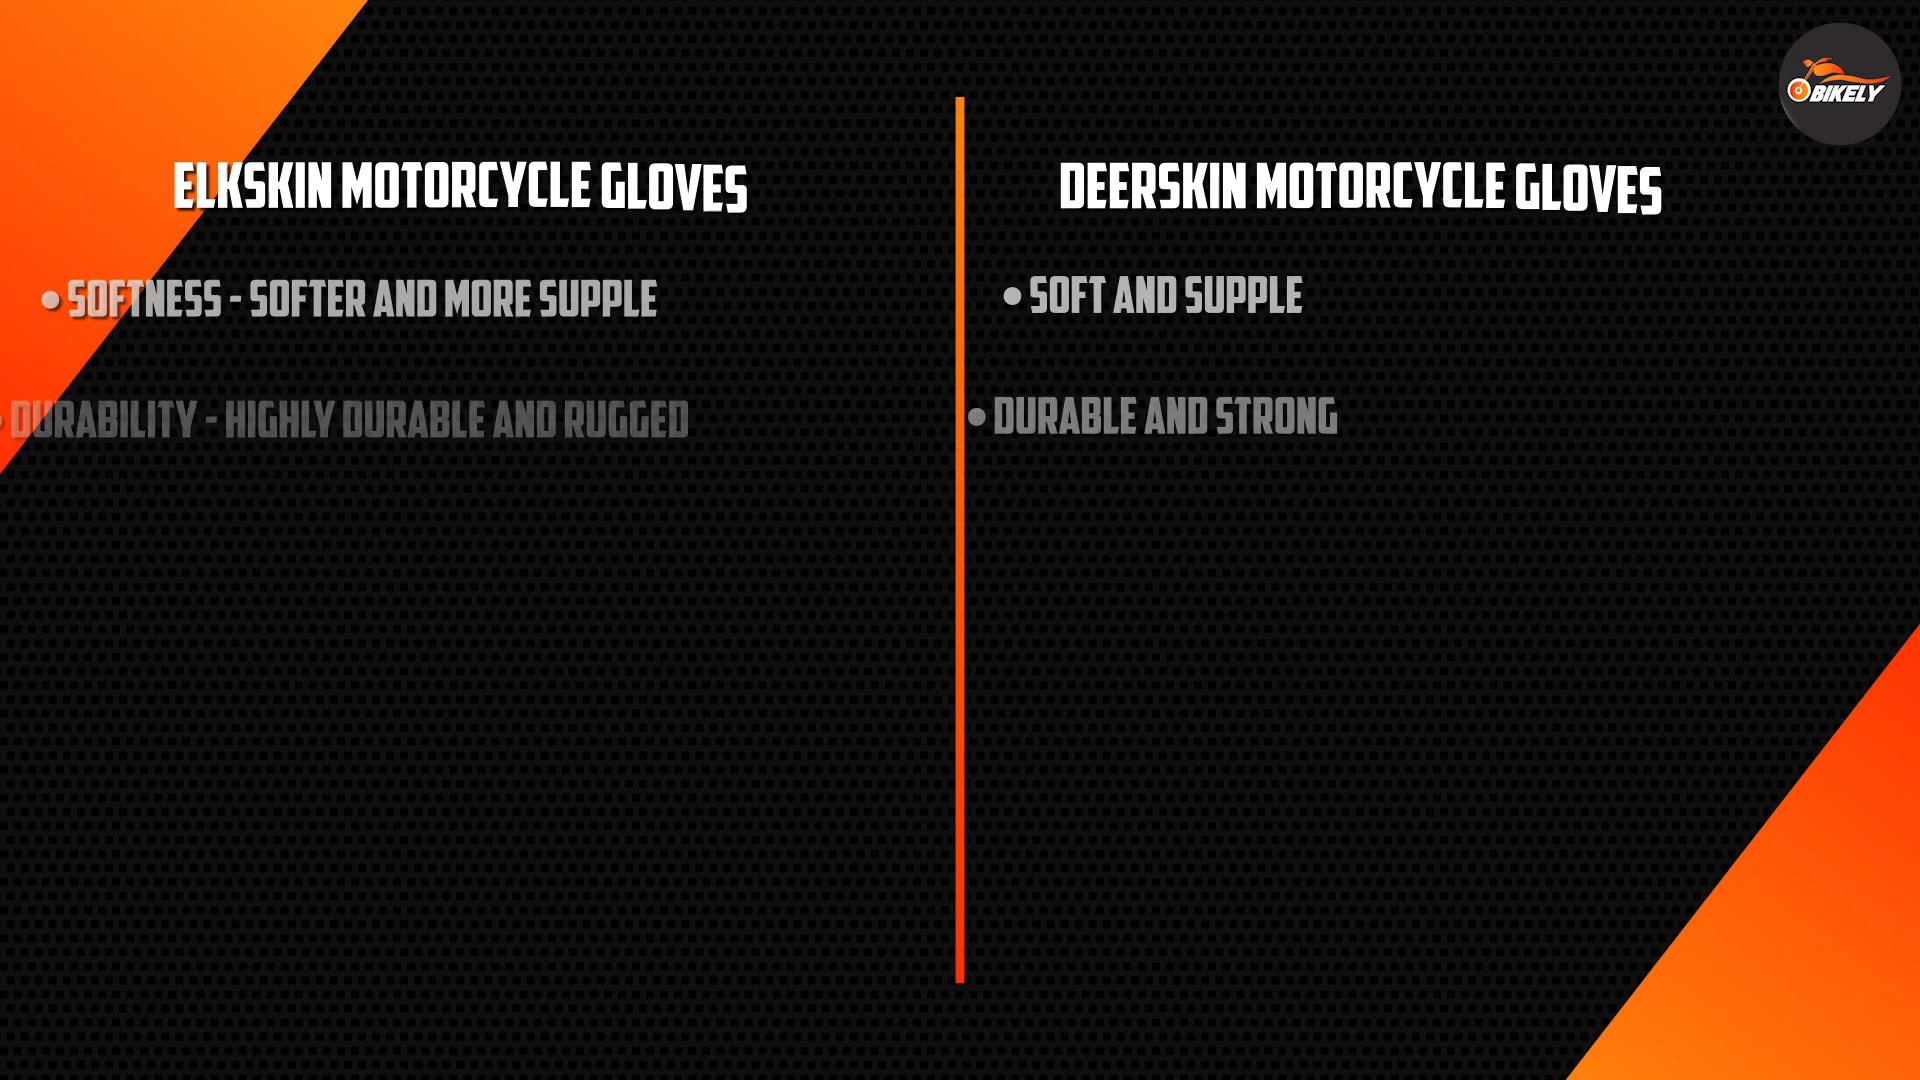 BIKELY
ELKSKIN MOTORCYCLE GLOVES
• SOFTNESS - SOFTER AND MORE SUPPLE
• DURABILITY - HIGHLY DURABLE AND RUGGED
DEERSKIN MOTORCYCLE GLOVES
• SOFT AND SUPPLE
• DURABLE AND STRONG